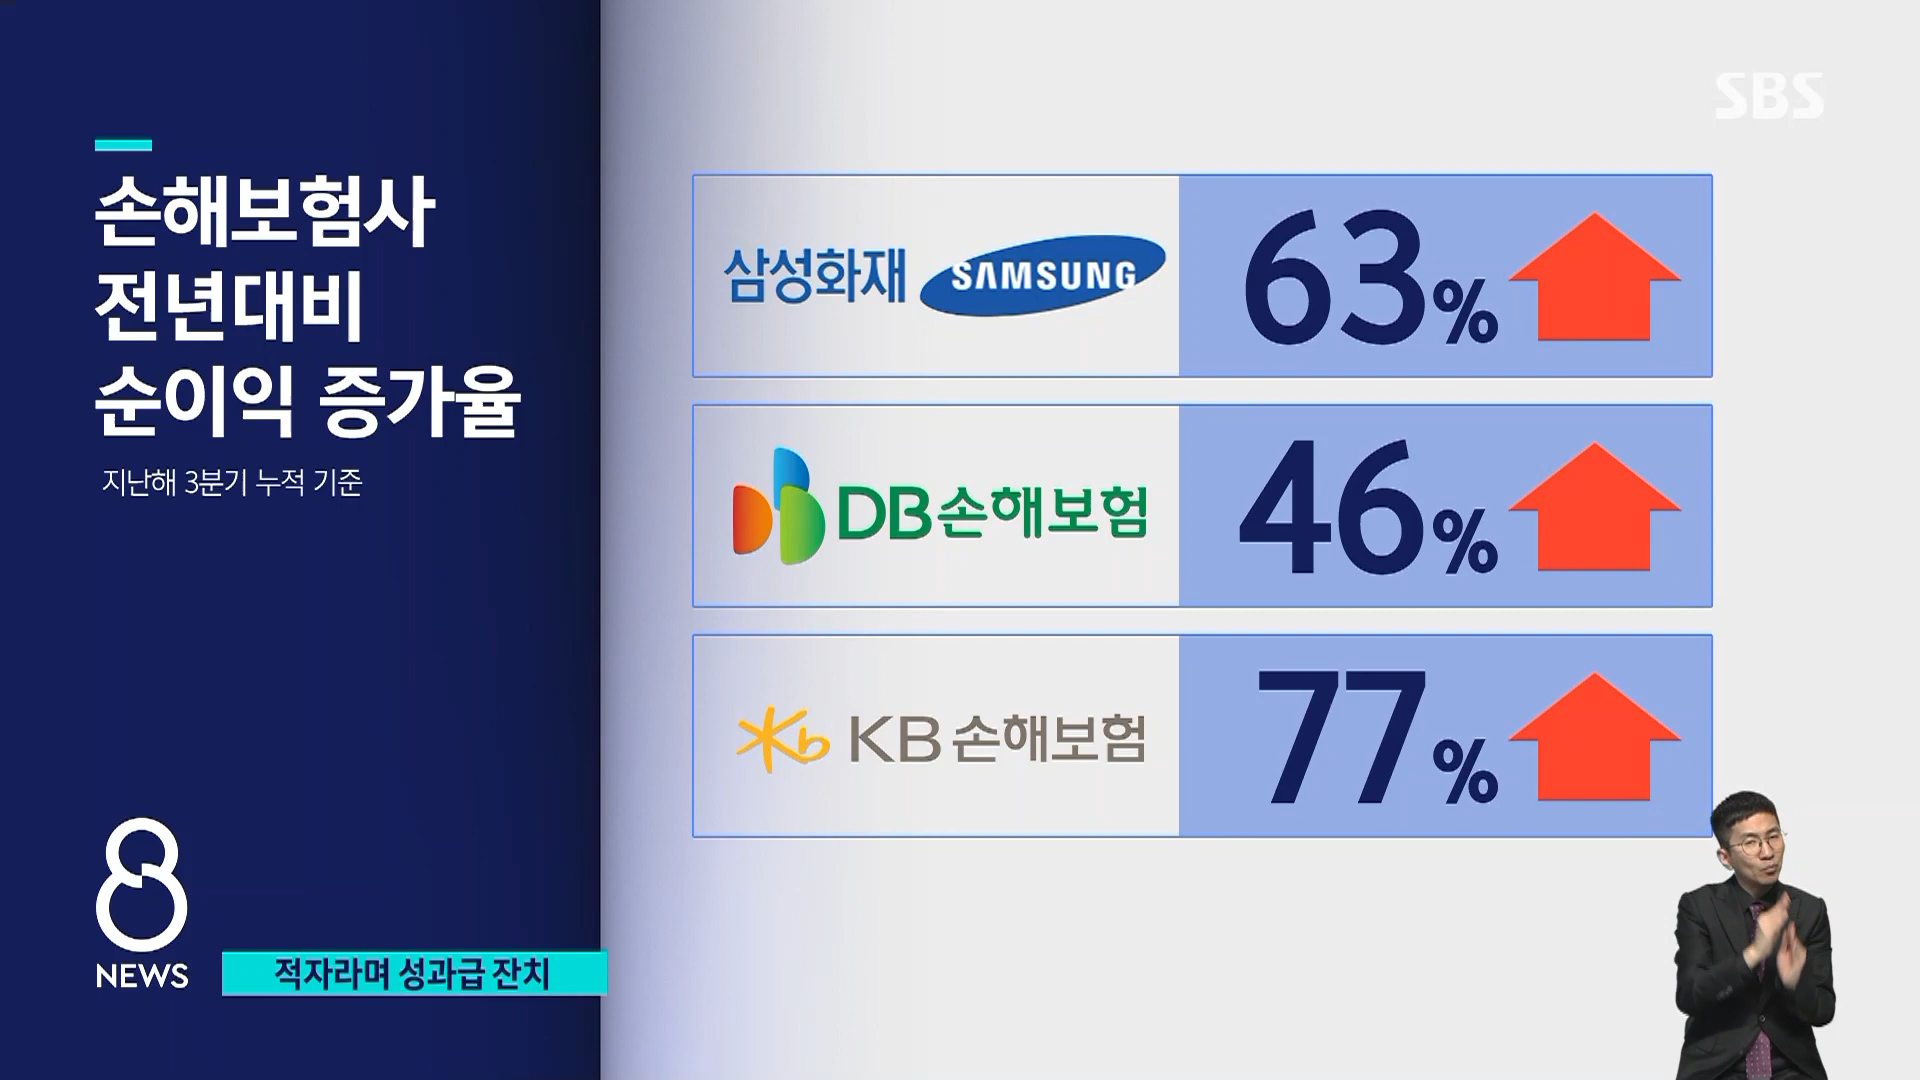 SBS
손해보험사
전년대비
순이익 증가율
지난해 3분기 누적 기준
삼성화재 SAMSUNG 63%
DB손해보험 46%
Kb KB손해보험 77%
8
NEWS
적자라며 성과급 잔치